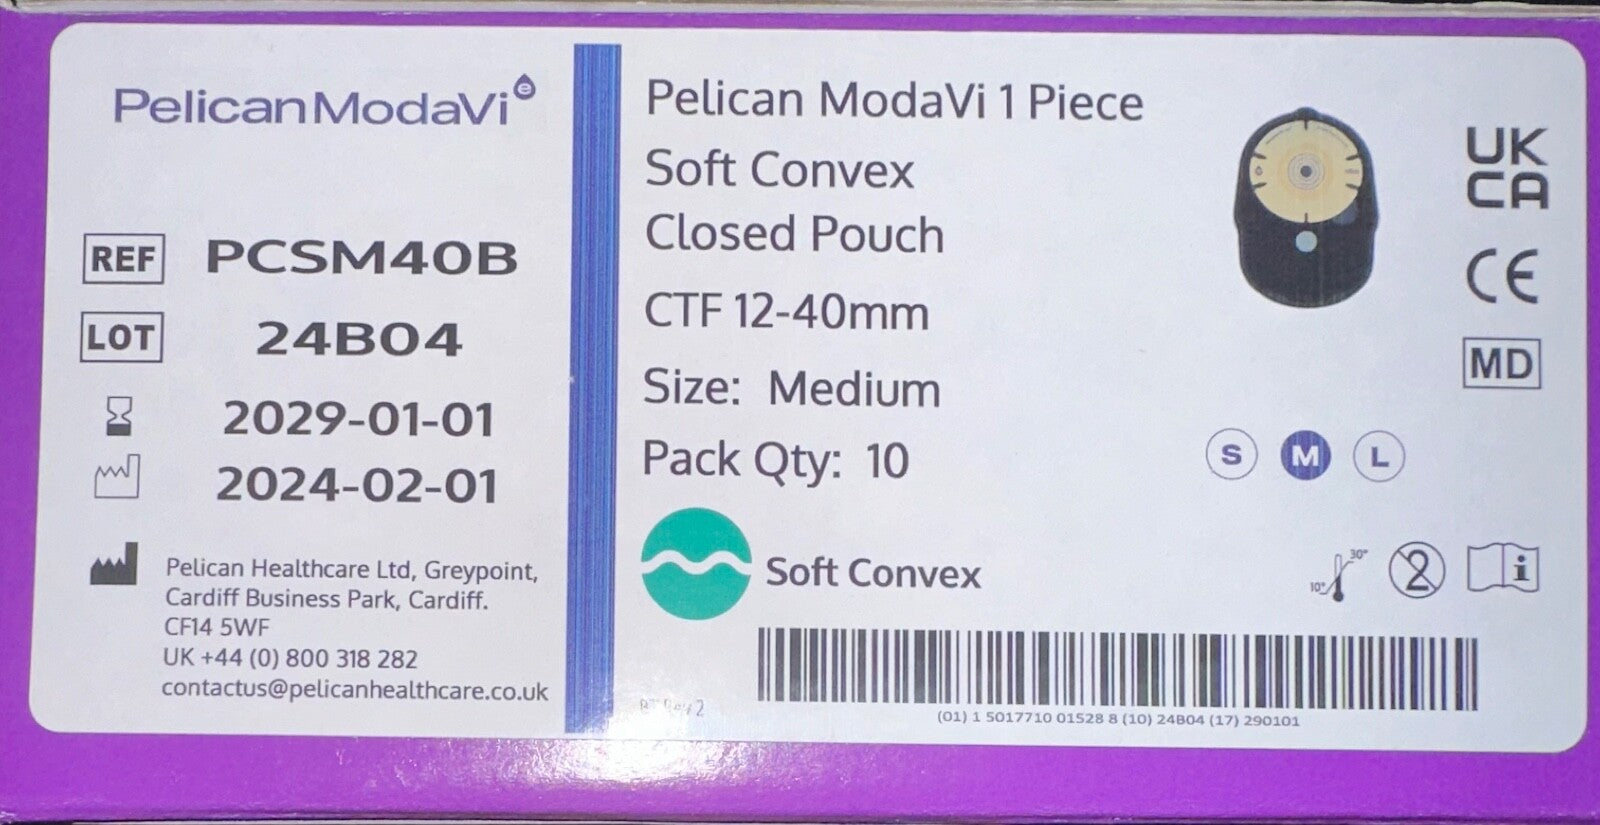 PelicanModaVi
e
REF PCSM40B
LOT 24B04
2029-01-01
2024-02-01
Pelican Healthcare Ltd, Greypoint,
Cardiff Business Park, Cardiff.
CF14 5WF
UK +44 (0) 800 318 282
contactus@pelicanhealthcare.co.uk
Pelican ModaVi 1 Piece
Soft Convex
Closed Pouch
CTF 12-40mm
Size: Medium
Pack Qty: 10
Soft Convex
UK
CA
CE
MD
S M L
10° 30° 2 i
(01) 1 5017710 01528 8 (10) 24B04 (17) 290101